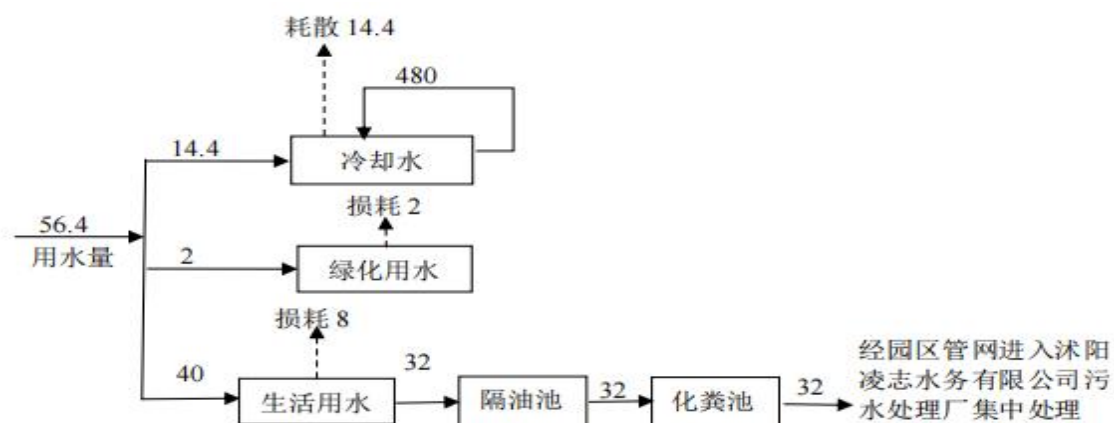 耗散 14.4
480
14.4
冷却水
损耗 2
56.4
用水量
2
绿化用水
损耗 8
40
生活用水
32
隔油池
32
化粪池
32
经园区管网进入沭阳
凌志水务有限公司污
水处理厂集中处理